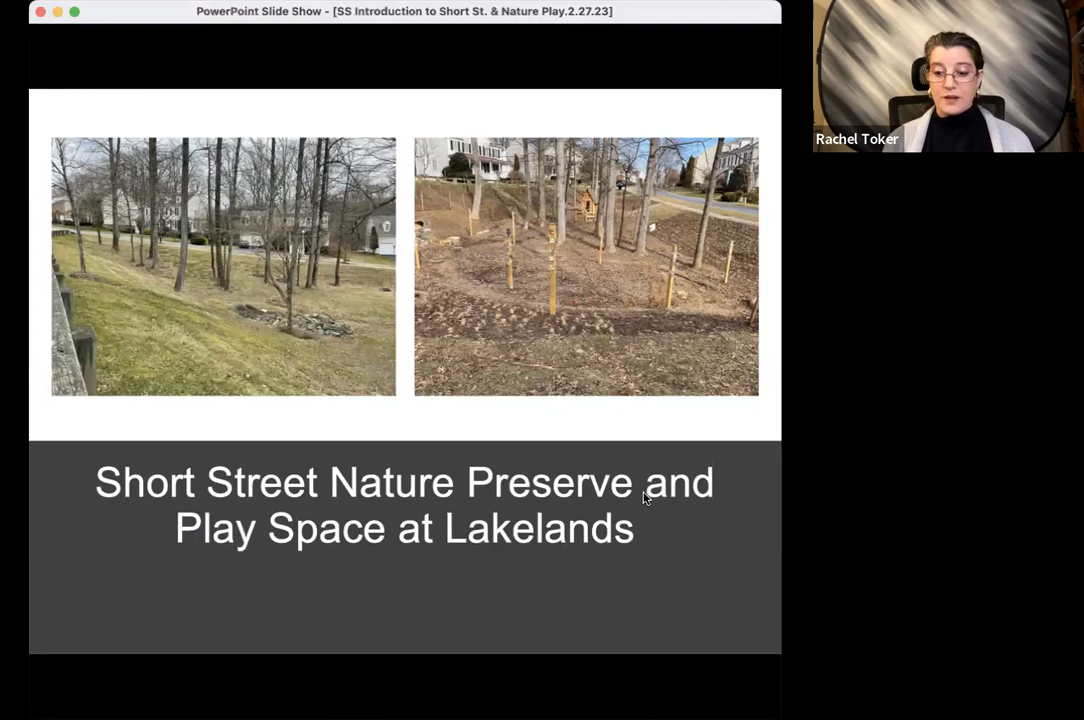 PowerPoint Slide Show - [SS Introduction to Short St. & Nature Play.2.27.23]
Rachel Toker
Short Street Nature Preserve and
Play Space at Lakelands